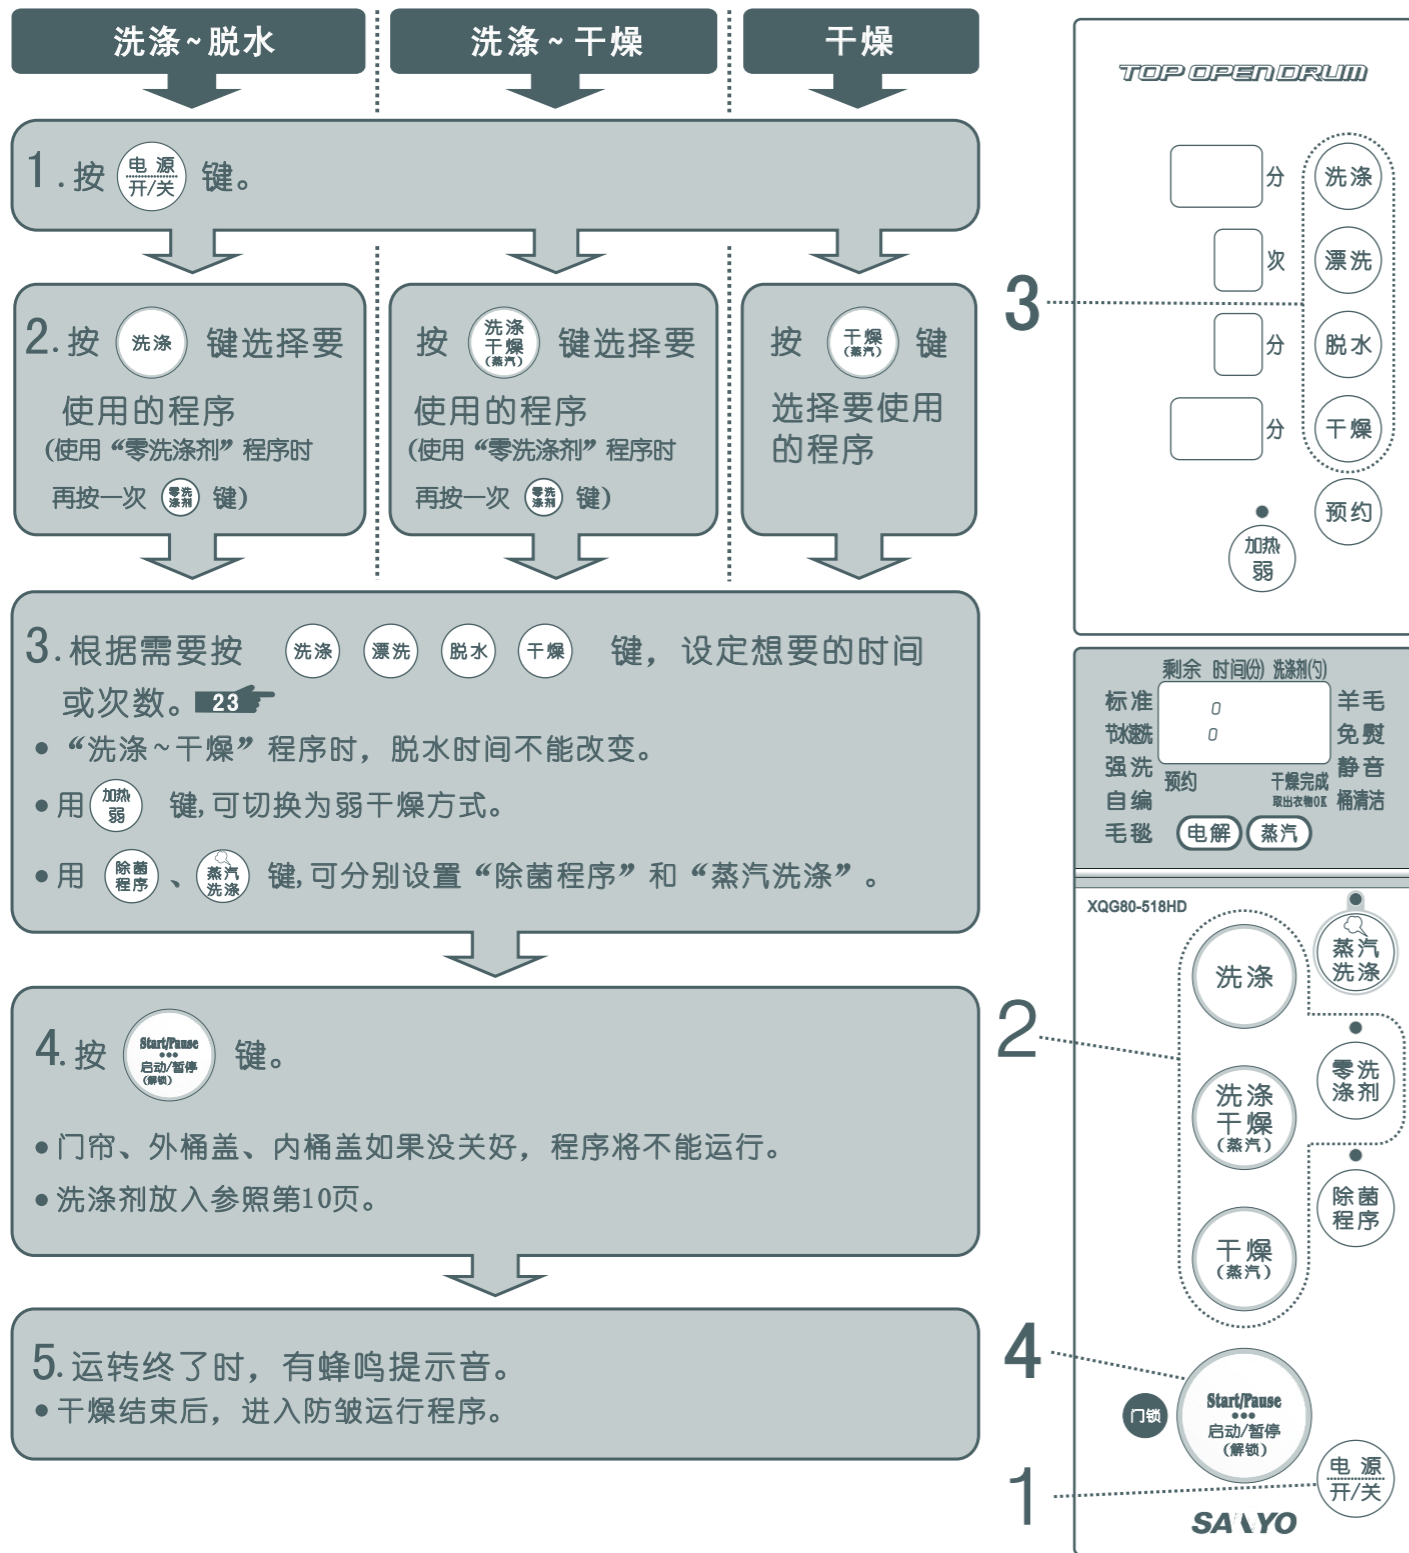 洗涤~脱水
洗涤~干燥
干燥
1.按 电源 开/关 键。
2.按 洗涤 键选择要
使用的程序
(使用“零洗涤剂”程序时
再按一次 零洗涤剂 键)
按 洗涤干燥(蒸汽) 键选择要
使用的程序
(使用“零洗涤剂”程序时
再按一次 零洗涤剂 键)
按 干燥(蒸汽) 键
选择要使用
的程序
3.根据需要按 洗涤 漂洗 脱水 干燥 键，设定想要的时间
或次数。 23
●“洗涤~干燥”程序时，脱水时间不能改变。
●用 加热弱 键,可切换为弱干燥方式。
●用 除菌程序 、 蒸汽洗涤 键,可分别设置“除菌程序”和“蒸汽洗涤”。
4.按 Start/Pause 启动/暂停 (解锁) 键。
●门帘、外桶盖、内桶盖如果没关好，程序将不能运行。
●洗涤剂放入参照第10页。
5.运转终了时，有蜂鸣提示音。
●干燥结束后，进入防皱运行程序。
TOP OPEN DRUM
分 洗涤
次 漂洗
3
分 脱水
分 干燥
预约
加热
弱
剩余 时间(分) 洗涤剂(勺)
标准 0 羊毛
节水速洗 0 免熨
强洗 预约 干燥完成 静音
自编 取出衣物OK 桶清洁
毛毯 电解 蒸汽
XQG80-518HD
蒸汽
洗涤
洗涤
2
零洗
涤剂
洗涤
干燥
(蒸汽)
除菌
程序
干燥
(蒸汽)
4
门锁
Start/Pause
启动/暂停
(解锁)
1
电源
开/关
SANYO